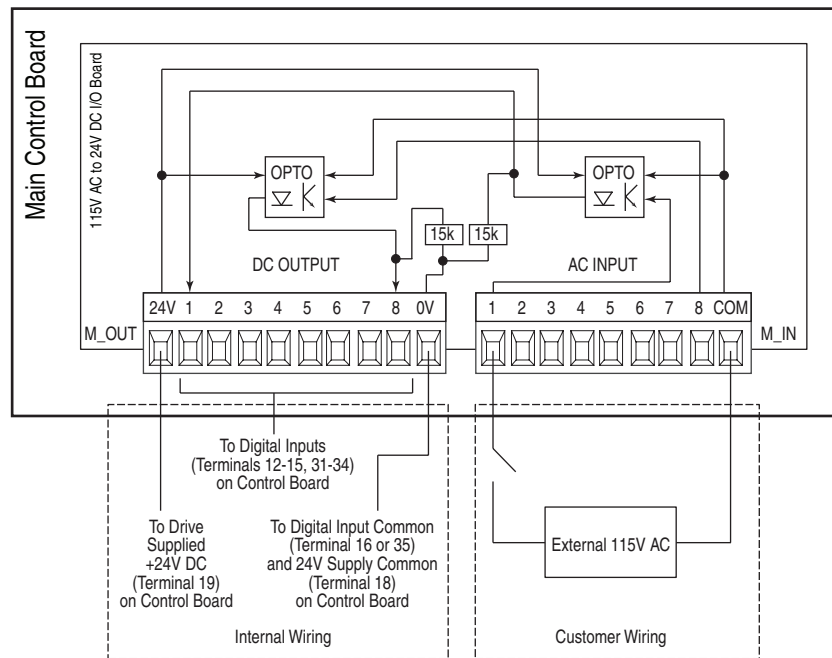 Main Control Board
115V AC to 24V DC I/O Board
OPTO
OPTO
15k
15k
DC OUTPUT
AC INPUT
24V 1 2 3 4 5 6 7 8 0V
1 2 3 4 5 6 7 8 COM
M_OUT
M_IN
To Digital Inputs
(Terminals 12-15, 31-34)
on Control Board
To Drive
Supplied
+24V DC
(Terminal 19)
on Control Board
To Digital Input Common
(Terminal 16 or 35)
and 24V Supply Common
(Terminal 18)
on Control Board
External 115V AC
Internal Wiring
Customer Wiring